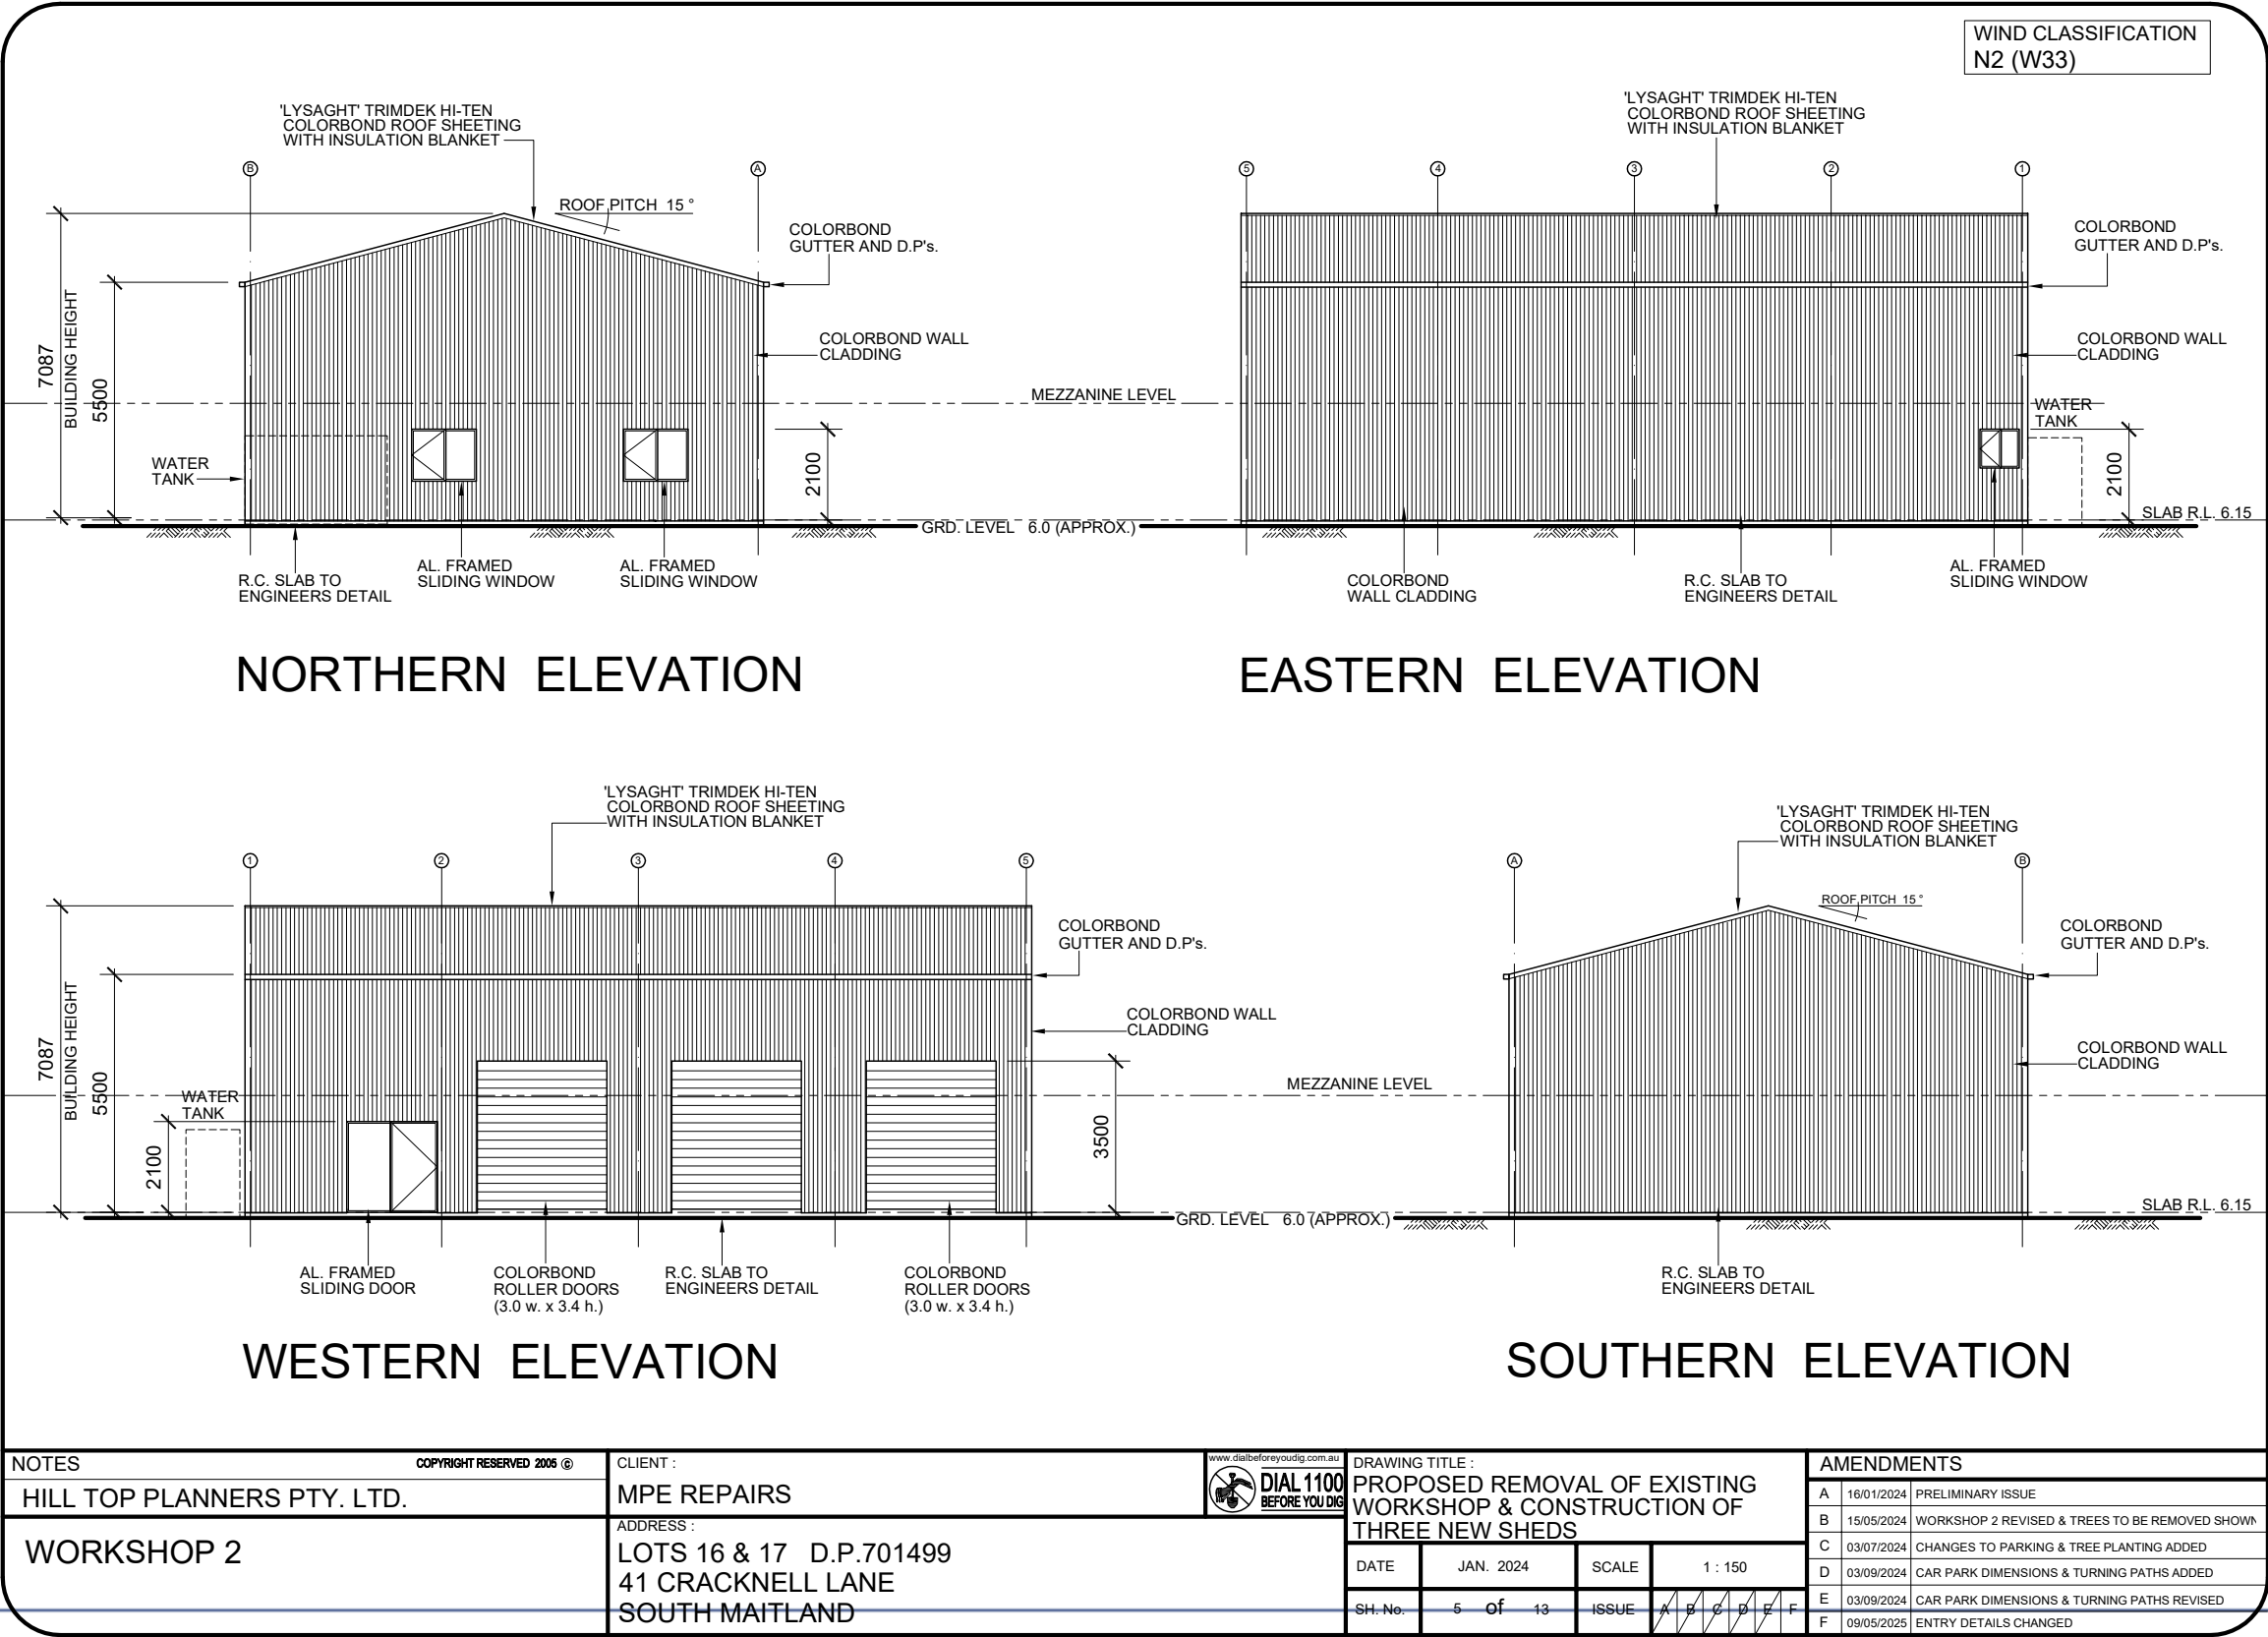 WIND CLASSIFICATION
N2 (W33)
'LYSAGHT' TRIMDEK HI-TEN
COLORBOND ROOF SHEETING
WITH INSULATION BLANKET
B
A
ROOF PITCH 15 °
COLORBOND
GUTTER AND D.P's.
COLORBOND WALL
CLADDING
7087
BUILDING HEIGHT
5500
2100
WATER
TANK
R.C. SLAB TO
ENGINEERS DETAIL
AL. FRAMED
SLIDING WINDOW
AL. FRAMED
SLIDING WINDOW
NORTHERN ELEVATION
MEZZANINE LEVEL
GRD. LEVEL 6.0 (APPROX.)
'LYSAGHT' TRIMDEK HI-TEN
COLORBOND ROOF SHEETING
WITH INSULATION BLANKET
5
4
3
2
1
COLORBOND
GUTTER AND D.P's.
COLORBOND WALL
CLADDING
WATER
TANK
2100
SLAB R.L. 6.15
COLORBOND
WALL CLADDING
R.C. SLAB TO
ENGINEERS DETAIL
AL. FRAMED
SLIDING WINDOW
EASTERN ELEVATION
'LYSAGHT' TRIMDEK HI-TEN
COLORBOND ROOF SHEETING
WITH INSULATION BLANKET
1
2
3
4
5
COLORBOND
GUTTER AND D.P's.
COLORBOND WALL
CLADDING
7087
BUILDING HEIGHT
5500
WATER
TANK
2100
3500
AL. FRAMED
SLIDING DOOR
COLORBOND
ROLLER DOORS
(3.0 w. x 3.4 h.)
R.C. SLAB TO
ENGINEERS DETAIL
COLORBOND
ROLLER DOORS
(3.0 w. x 3.4 h.)
WESTERN ELEVATION
MEZZANINE LEVEL
GRD. LEVEL 6.0 (APPROX.)
'LYSAGHT' TRIMDEK HI-TEN
COLORBOND ROOF SHEETING
WITH INSULATION BLANKET
A
B
ROOF PITCH 15 °
COLORBOND
GUTTER AND D.P's.
COLORBOND WALL
CLADDING
SLAB R.L. 6.15
R.C. SLAB TO
ENGINEERS DETAIL
SOUTHERN ELEVATION
NOTES
COPYRIGHT RESERVED 2005 ©
HILL TOP PLANNERS PTY. LTD.
WORKSHOP 2
CLIENT :
MPE REPAIRS
ADDRESS :
LOTS 16 & 17 D.P.701499
41 CRACKNELL LANE
SOUTH MAITLAND
www.dialbeforeyoudig.com.au
DIAL 1100
BEFORE YOU DIG
DRAWING TITLE :
PROPOSED REMOVAL OF EXISTING
WORKSHOP & CONSTRUCTION OF
THREE NEW SHEDS
DATE JAN. 2024 SCALE 1 : 150
SH. No. 5 of 13 ISSUE A B C D E F
AMENDMENTS
A 16/01/2024 PRELIMINARY ISSUE
B 15/05/2024 WORKSHOP 2 REVISED & TREES TO BE REMOVED SHOWN
C 03/07/2024 CHANGES TO PARKING & TREE PLANTING ADDED
D 03/09/2024 CAR PARK DIMENSIONS & TURNING PATHS ADDED
E 03/09/2024 CAR PARK DIMENSIONS & TURNING PATHS REVISED
F 09/05/2025 ENTRY DETAILS CHANGED